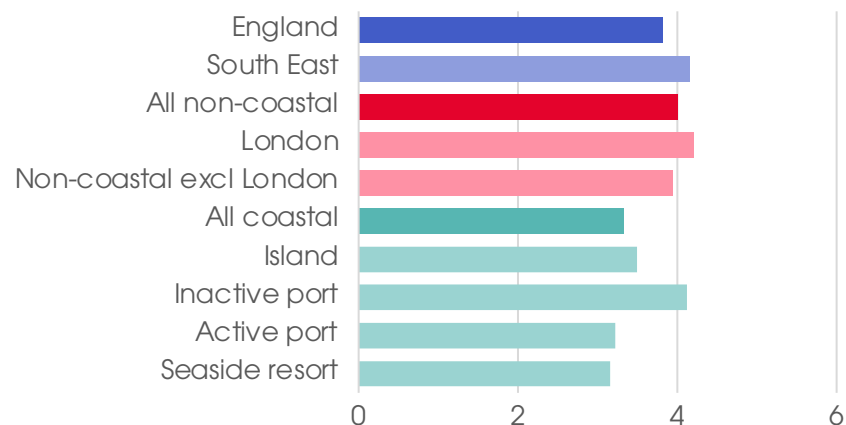 England
South East
All non-coastal
London
Non-coastal excl London
All coastal
Island
Inactive port
Active port
Seaside resort
0 2 4 6